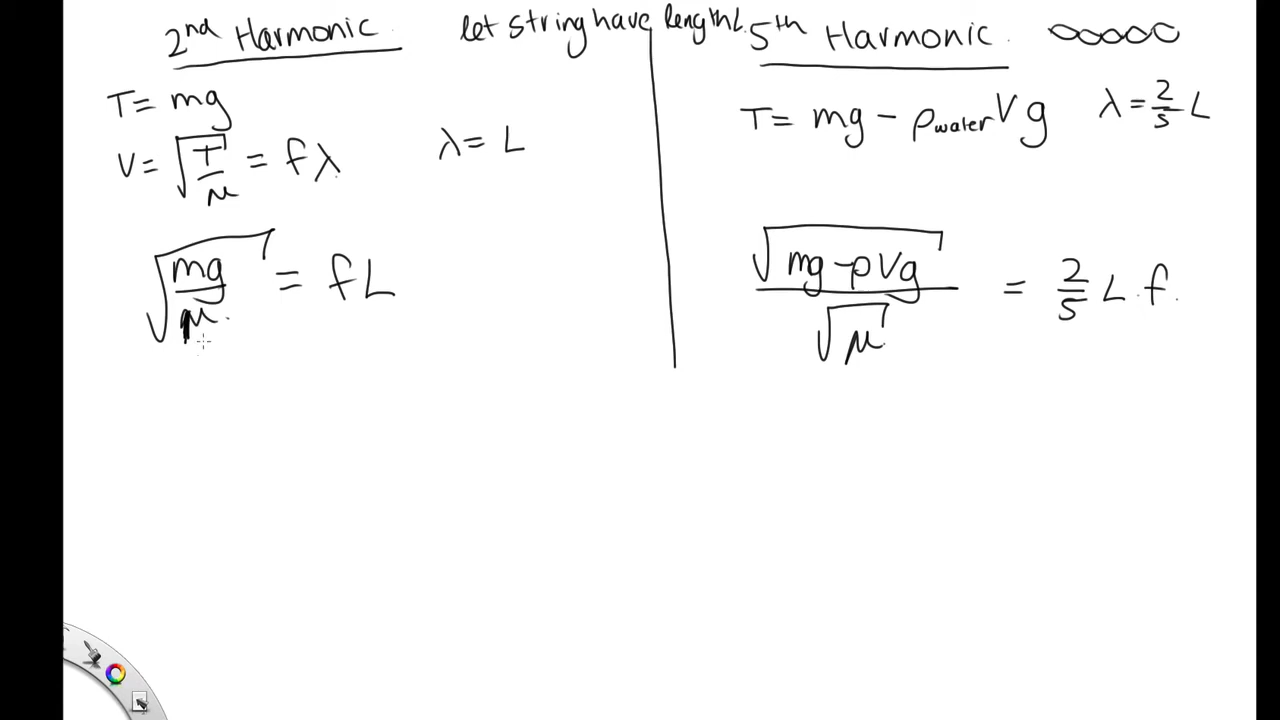 2nd Harmonic.
let string have length L.
T = mg
V = √(T/μ) = fλ
λ = L
√(mg/μ) = fL
5th Harmonic.
T = mg - ρwater Vg
λ = 2/5 L
√(mg-ρVg)/√μ = 2/5 L.f.